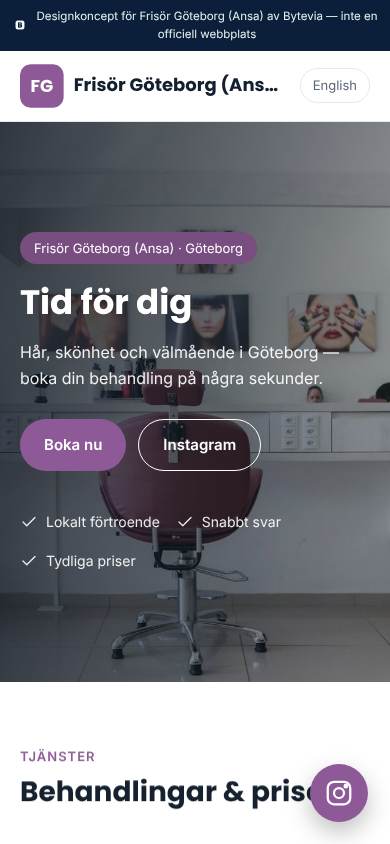 Designkoncept för Frisör Göteborg (Ansa) av Bytevia — inte en
officiell webbplats
FG
Frisör Göteborg (Ans...
English
Frisör Göteborg (Ansa) · Göteborg
Tid för dig
Hår, skönhet och välmående i Göteborg —
boka din behandling på några sekunder.
Boka nu
Instagram
Lokalt förtroende
Snabbt svar
Tydliga priser
TJÄNSTER
Behandlingar & prise